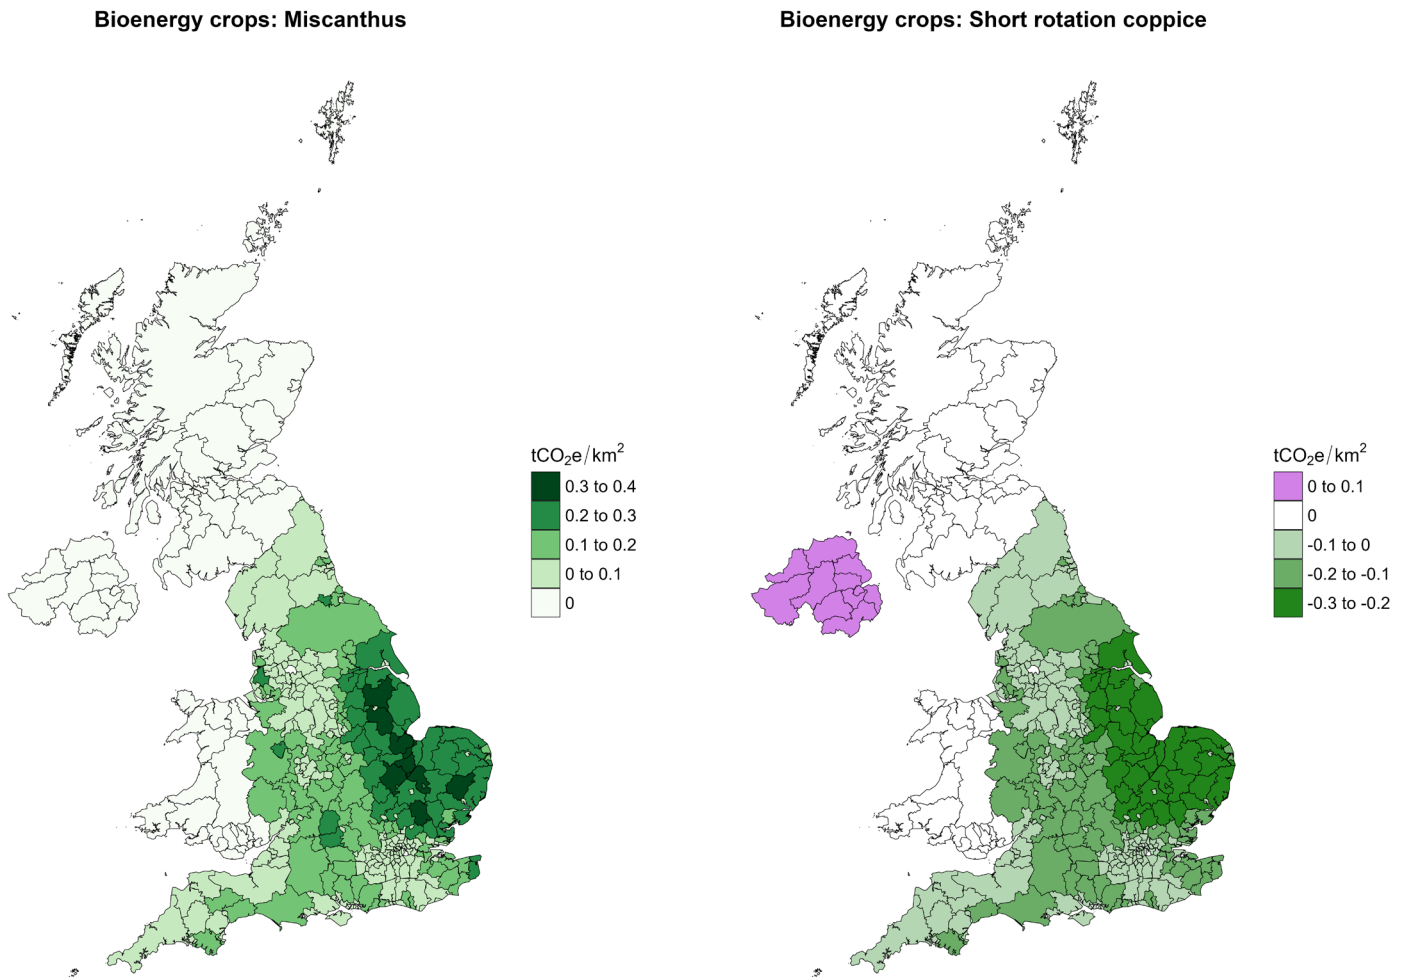 Bioenergy crops: Miscanthus
Bioenergy crops: Short rotation coppice
tCO₂e/km²
0.3 to 0.4
0.2 to 0.3
0.1 to 0.2
0 to 0.1
0
tCO₂e/km²
0 to 0.1
0
-0.1 to 0
-0.2 to -0.1
-0.3 to -0.2